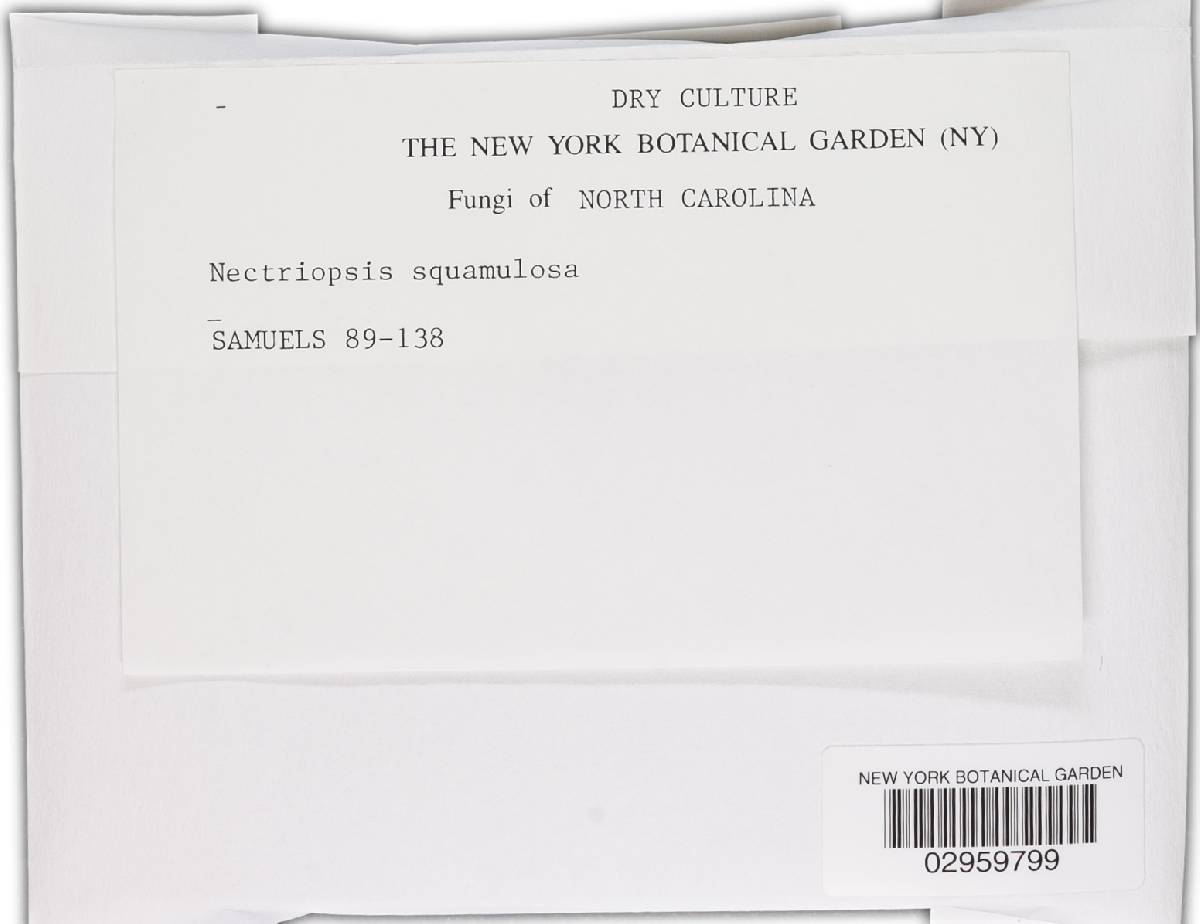 DRY CULTURE
THE NEW YORK BOTANICAL GARDEN (NY)
Fungi of NORTH CAROLINA
Nectriopsis squamulosa
SAMUELS 89-138
NEW YORK BOTANICAL GARDEN
02959799